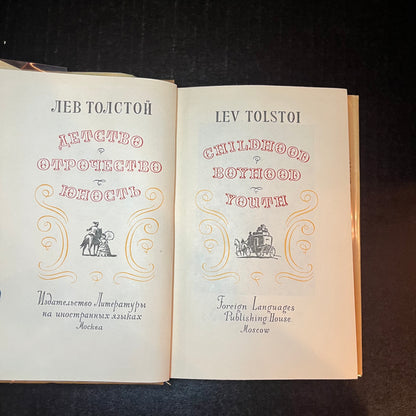 ЛЕВ ТОЛСТОЙ
ДЕТСТВО
ОТРОЧЕСТВО
ЮНОСТЬ
Издательство Литературы
на иностранных языках
Москва
LEV TOLSTOI
CHILDHOOD
BOYHOOD
YOUTH
Foreign Languages
Publishing House
Moscow